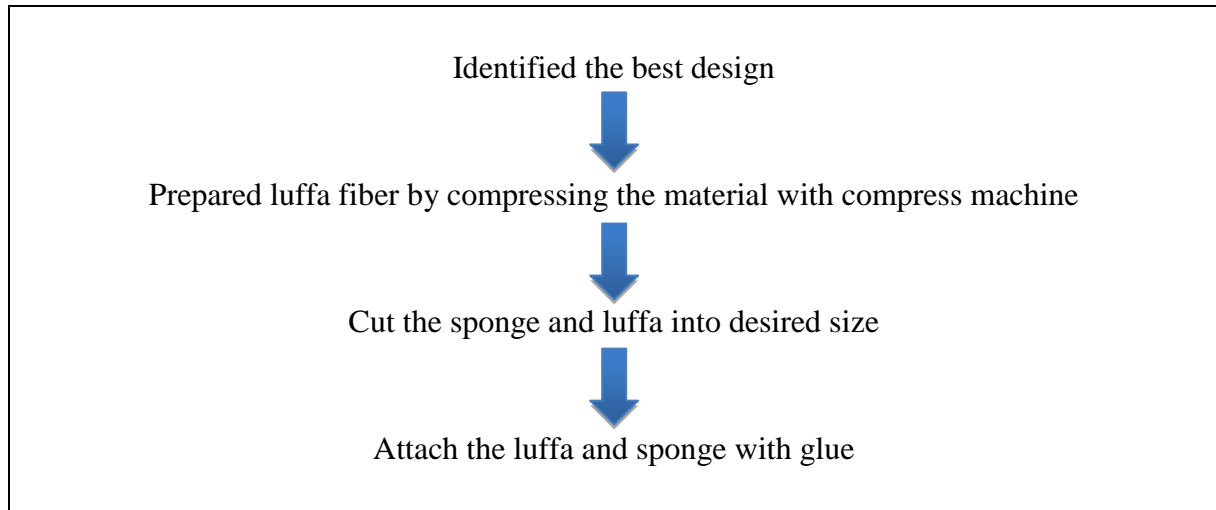 Identified the best design
Prepared luffa fiber by compressing the material with compress machine
Cut the sponge and luffa into desired size
Attach the luffa and sponge with glue